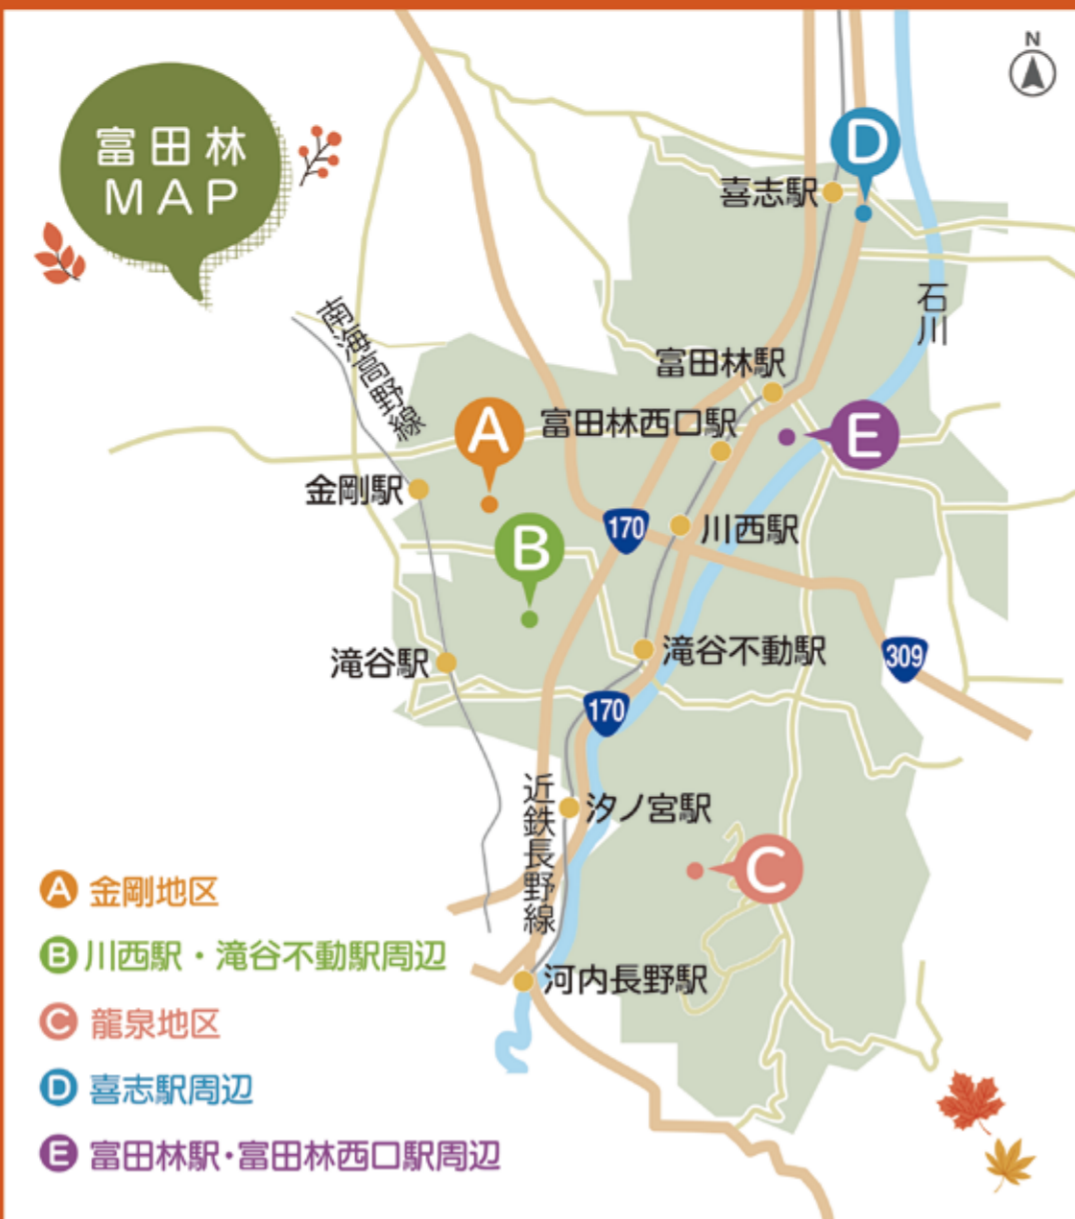 富田林
MAP
N
D
喜志駅
石川
南海高野線
富田林駅
A
富田林西口駅
E
金剛駅
170
川西駅
B
滝谷駅
滝谷不動駅
309
170
近鉄長野線
汐ノ宮駅
C
河内長野駅
A 金剛地区
B 川西駅・滝谷不動駅周辺
C 龍泉地区
D 喜志駅周辺
E 富田林駅・富田林西口駅周辺